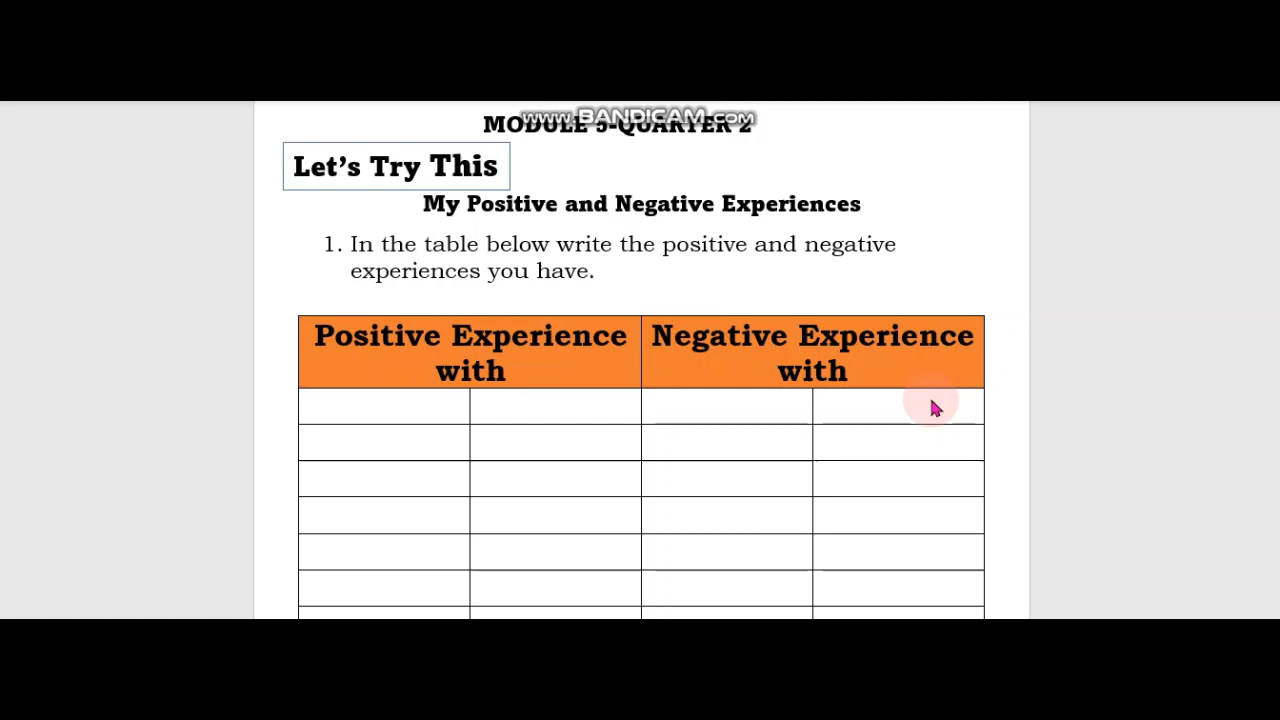 www.BANDICAM.com
MODULE 5-QUARTER 2
Let's Try This
My Positive and Negative Experiences
1. In the table below write the positive and negative
experiences you have.
Positive Experience
with
Negative Experience
with